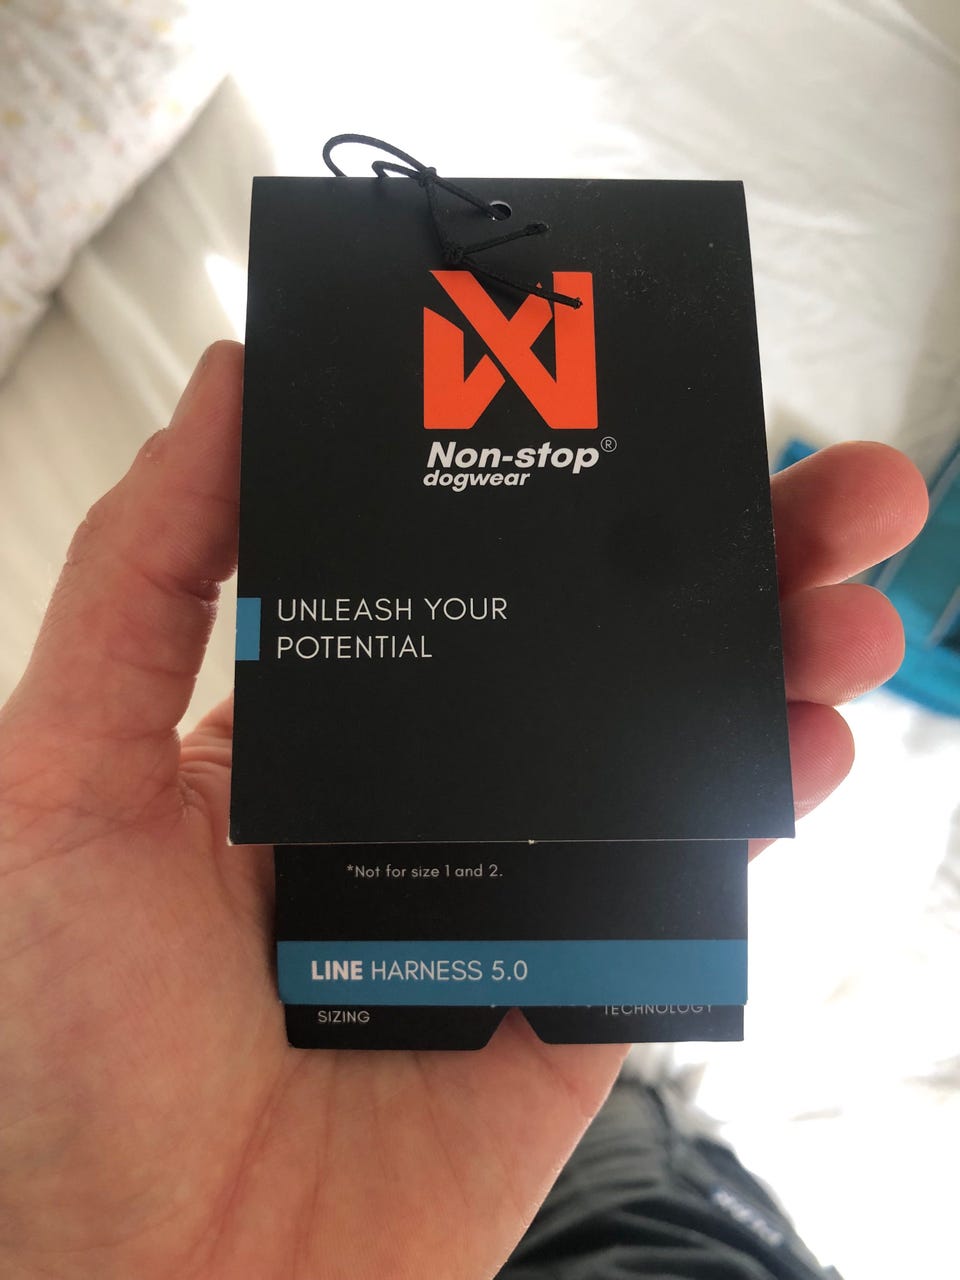 Non-stop®
dogwear
UNLEASH YOUR
POTENTIAL
*Not for size 1 and 2.
LINE HARNESS 5.0
SIZING
TECHNOLOGY